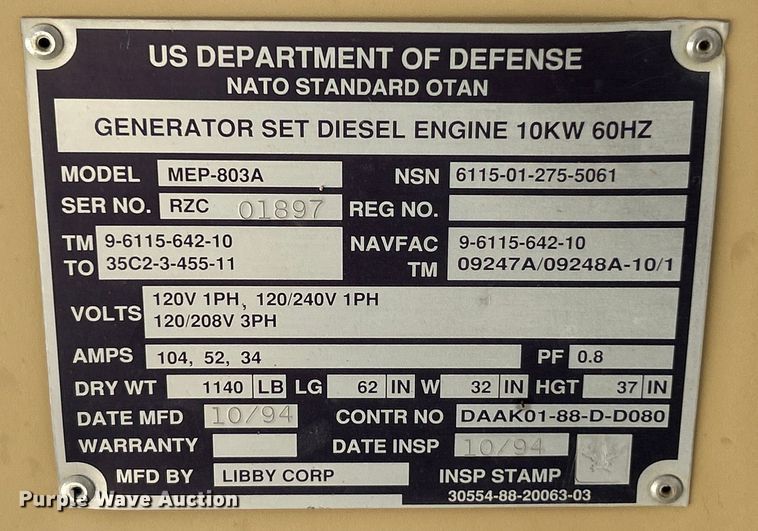 US DEPARTMENT OF DEFENSE
NATO STANDARD OTAN
GENERATOR SET DIESEL ENGINE 10KW 60HZ
MODEL MEP-803A NSN 6115-01-275-5061
SER NO. RZC 01897 REG NO.
TM 9-6115-642-10 NAVFAC 9-6115-642-10
TO 35C2-3-455-11 TM 09247A/09248A-10/1
VOLTS 120V 1PH, 120/240V 1PH
120/208V 3PH
AMPS 104, 52, 34 PF 0.8
DRY WT 1140 LB LG 62 IN W 32 IN HGT 37 IN
DATE MFD 10/94 CONTR NO DAAK01-88-D-D080
WARRANTY DATE INSP 10/94
MFD BY LIBBY CORP INSP STAMP
30554-88-20063-03
Purple Wave Auction